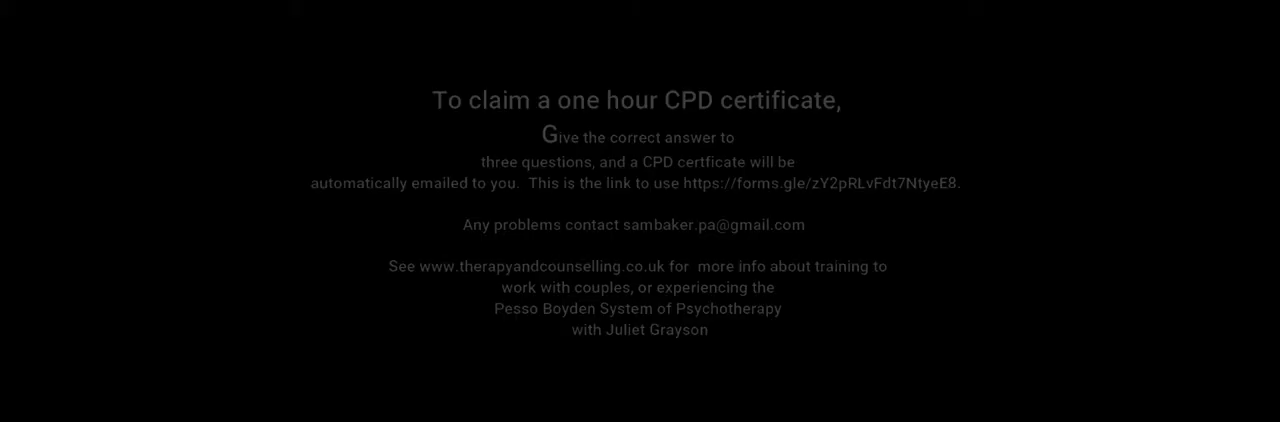 To claim a one hour CPD certificate,
Give the correct answer to
three questions, and a CPD certficate will be
automatically emailed to you.  This is the link to use https://forms.gle/zY2pRLvFdt7NtyeE8.
Any problems contact sambaker.pa@gmail.com
See www.therapyandcounselling.co.uk for  more info about training to
work with couples, or experiencing the
Pesso Boyden System of Psychotherapy
with Juliet Grayson